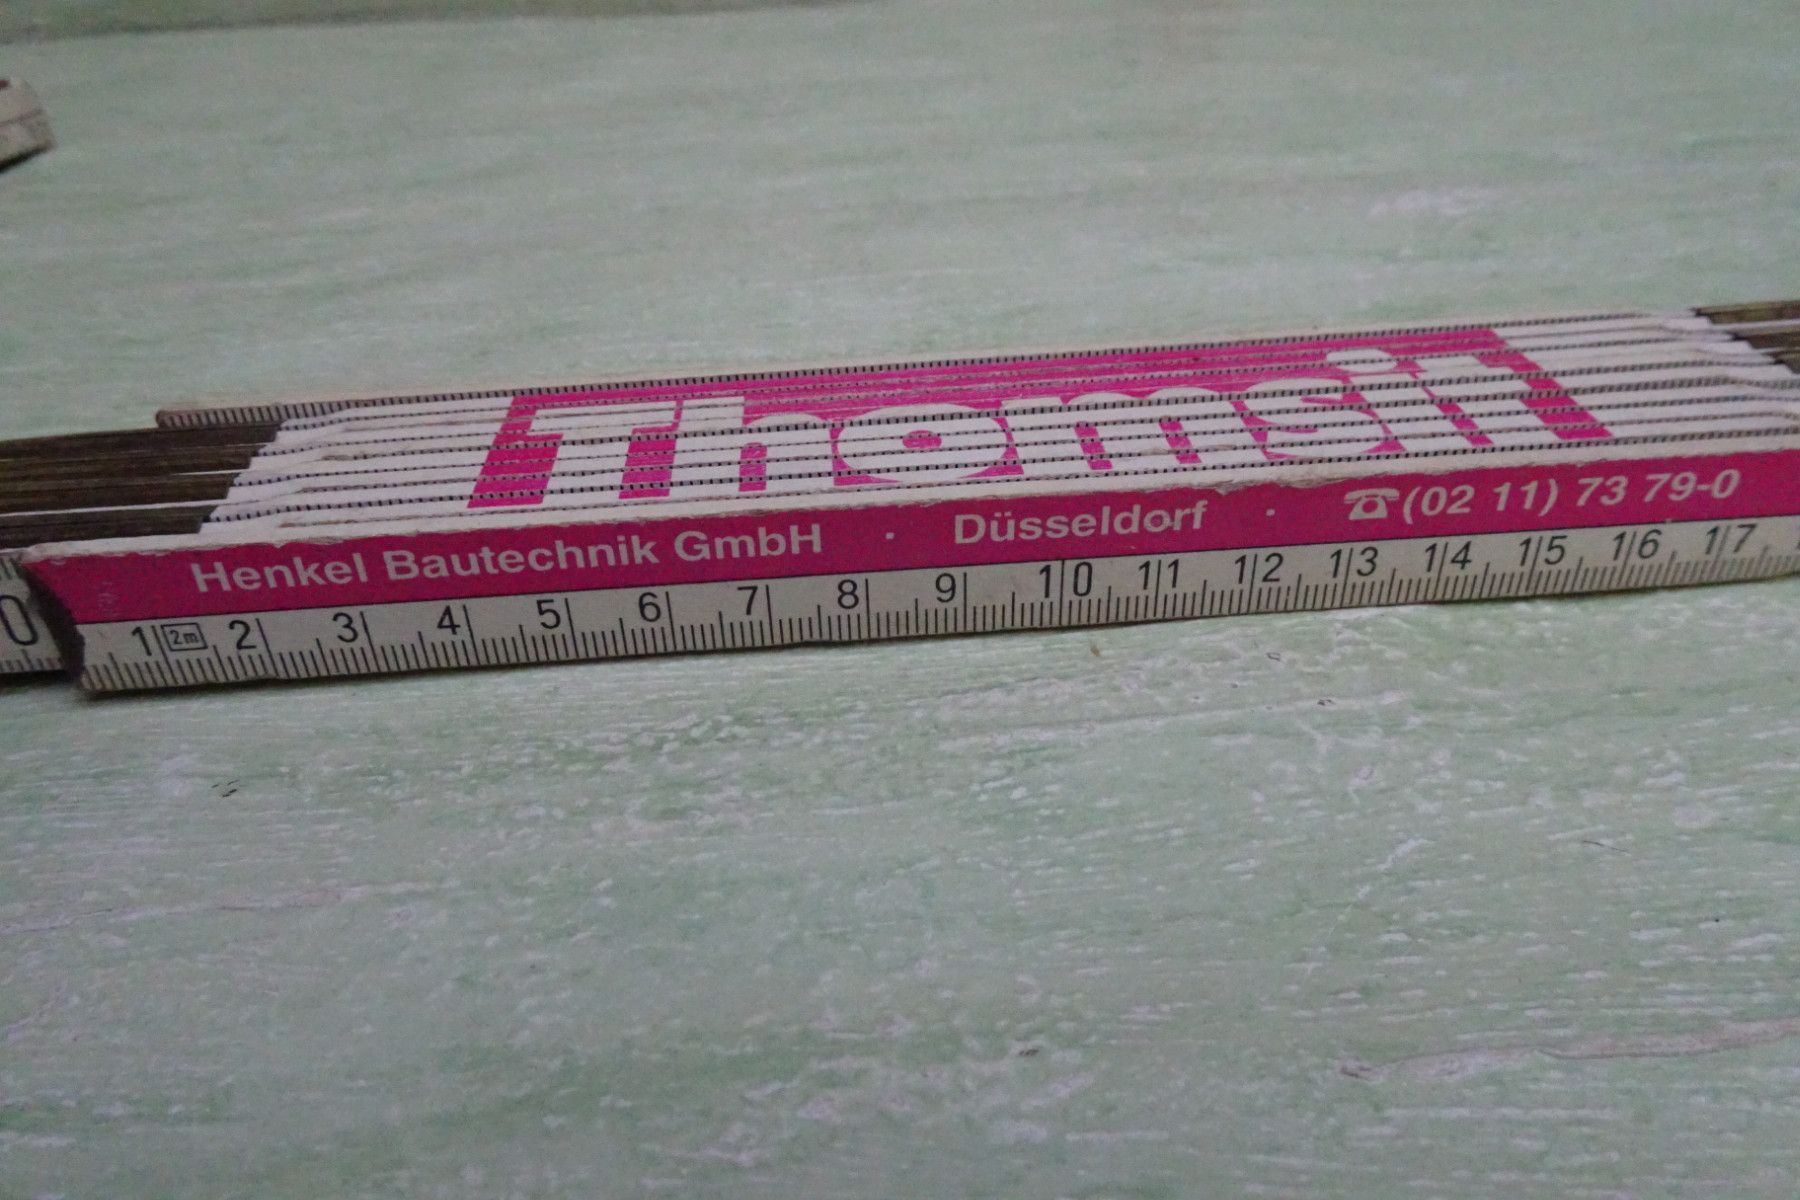 Thomsit
Henkel Bautechnik GmbH · Düsseldorf · ☎(02 11) 73 79-0
0 1 2m 2 3 4 5 6 7 8 9 10 11 12 13 14 15 16 17